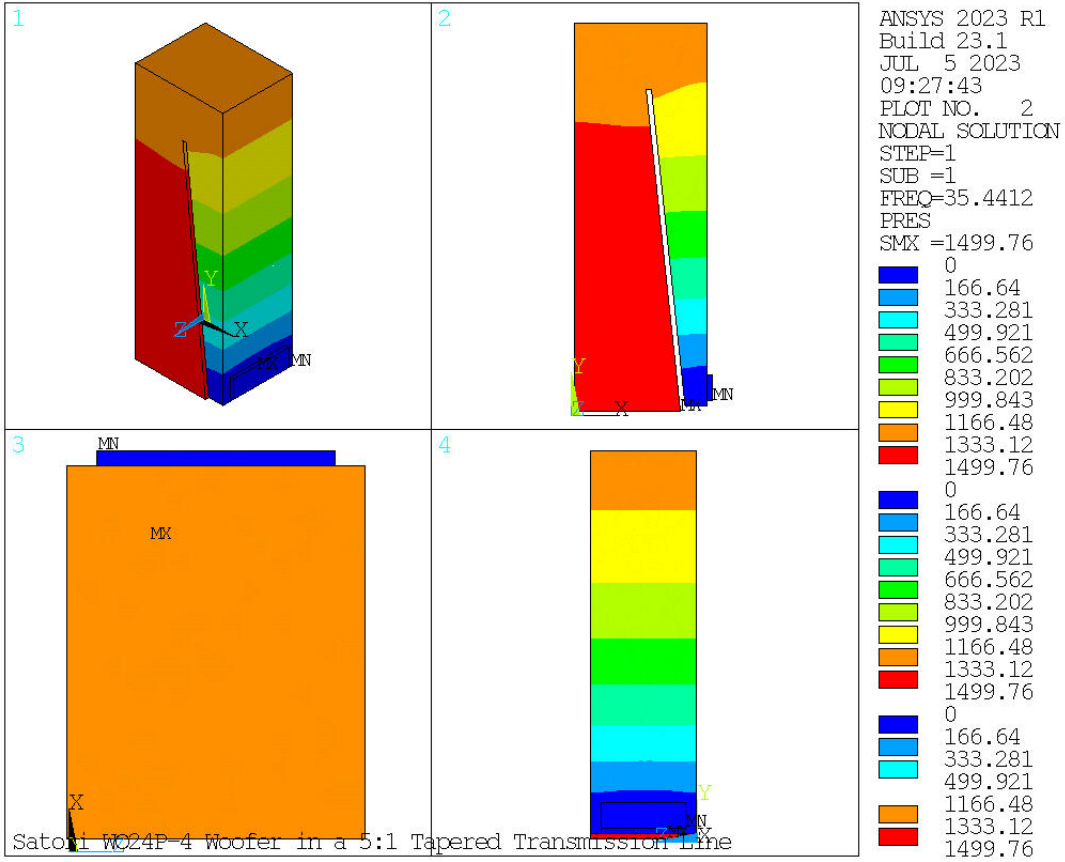 1
MX
MN
Y
Z
X
2
MN
MX
Y
Z
X
3
MN
MX
X
4
Y
MN
Z
MX
X
Satori WO24P-4 Woofer in a 5:1 Tapered Transmission Line
ANSYS 2023 R1
Build 23.1
JUL 5 2023
09:27:43
PLOT NO. 2
NODAL SOLUTION
STEP=1
SUB =1
FREQ=35.4412
PRES
SMX =1499.76
0
166.64
333.281
499.921
666.562
833.202
999.843
1166.48
1333.12
1499.76
0
166.64
333.281
499.921
666.562
833.202
999.843
1166.48
1333.12
1499.76
0
166.64
333.281
499.921
1166.48
1333.12
1499.76